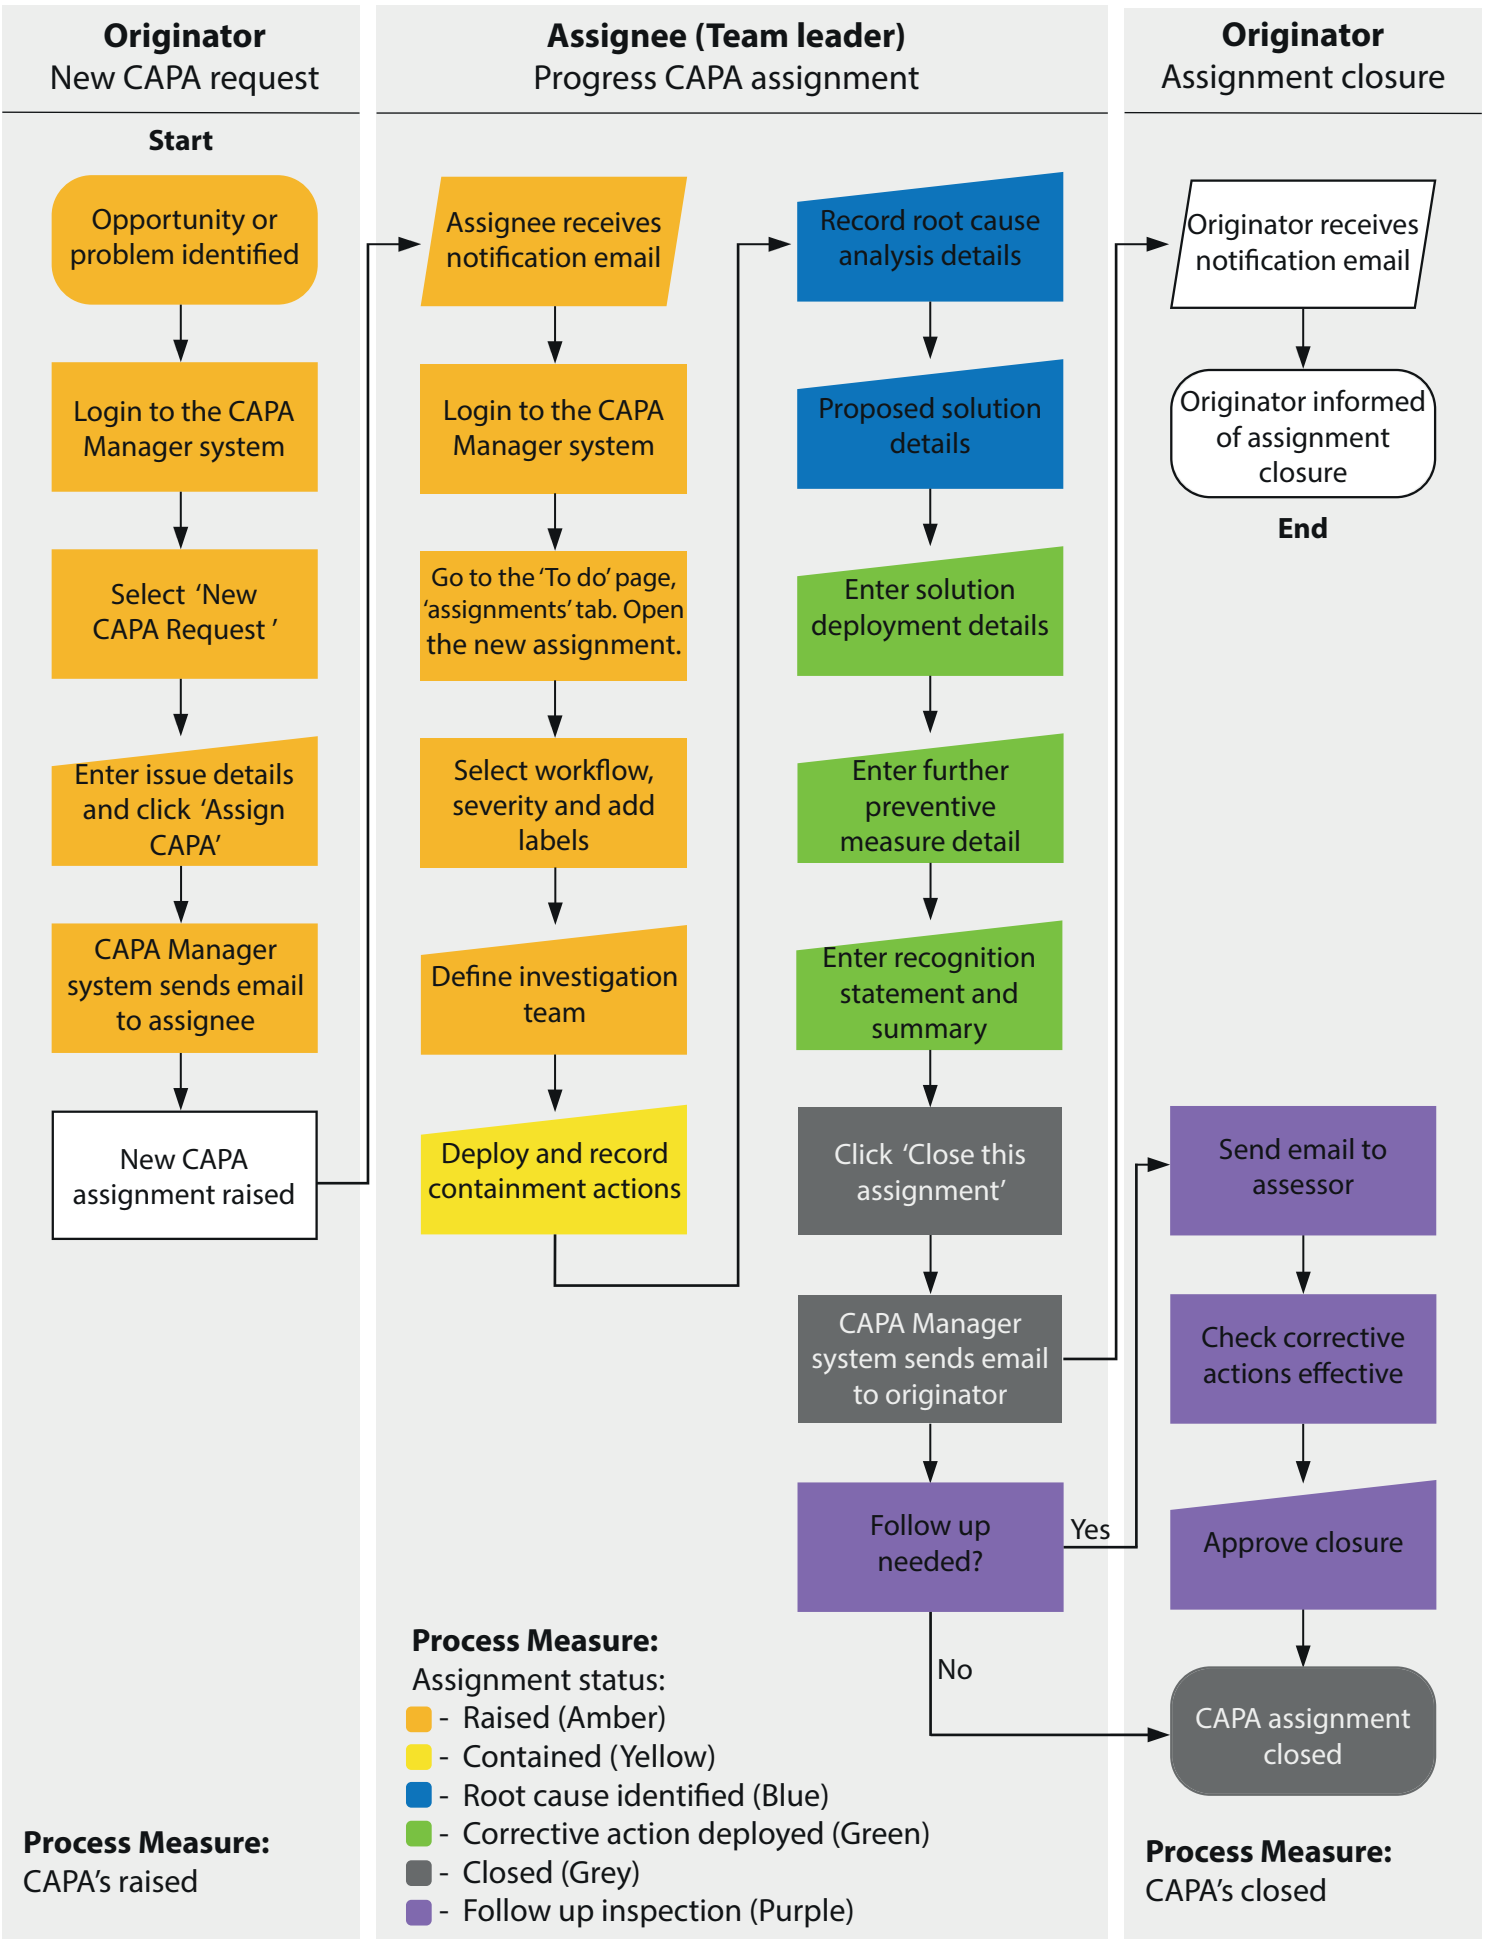 Originator
New CAPA request
Start
Opportunity or
problem identified
Login to the CAPA
Manager system
Select ‘New
CAPA Request ’
Enter issue details
and click ‘Assign
CAPA’
CAPA Manager
system sends email
to assignee
New CAPA
assignment raised
Process Measure:
CAPA’s raised
Assignee (Team leader)
Progress CAPA assignment
Assignee receives
notification email
Login to the CAPA
Manager system
Go to the ‘To do’ page,
‘assignments’ tab. Open
the new assignment.
Select workflow,
severity and add
labels
Define investigation
team
Deploy and record
containment actions
Record root cause
analysis details
Proposed solution
details
Enter solution
deployment details
Enter further
preventive
measure detail
Enter recognition
statement and
summary
Click ‘Close this
assignment’
CAPA Manager
system sends email
to originator
Follow up
needed?
Yes
No
Process Measure:
Assignment status:
- Raised (Amber)
- Contained (Yellow)
- Root cause identified (Blue)
- Corrective action deployed (Green)
- Closed (Grey)
- Follow up inspection (Purple)
Originator
Assignment closure
Originator receives
notification email
Originator informed
of assignment
closure
End
Send email to
assessor
Check corrective
actions effective
Approve closure
CAPA assignment
closed
Process Measure:
CAPA’s closed